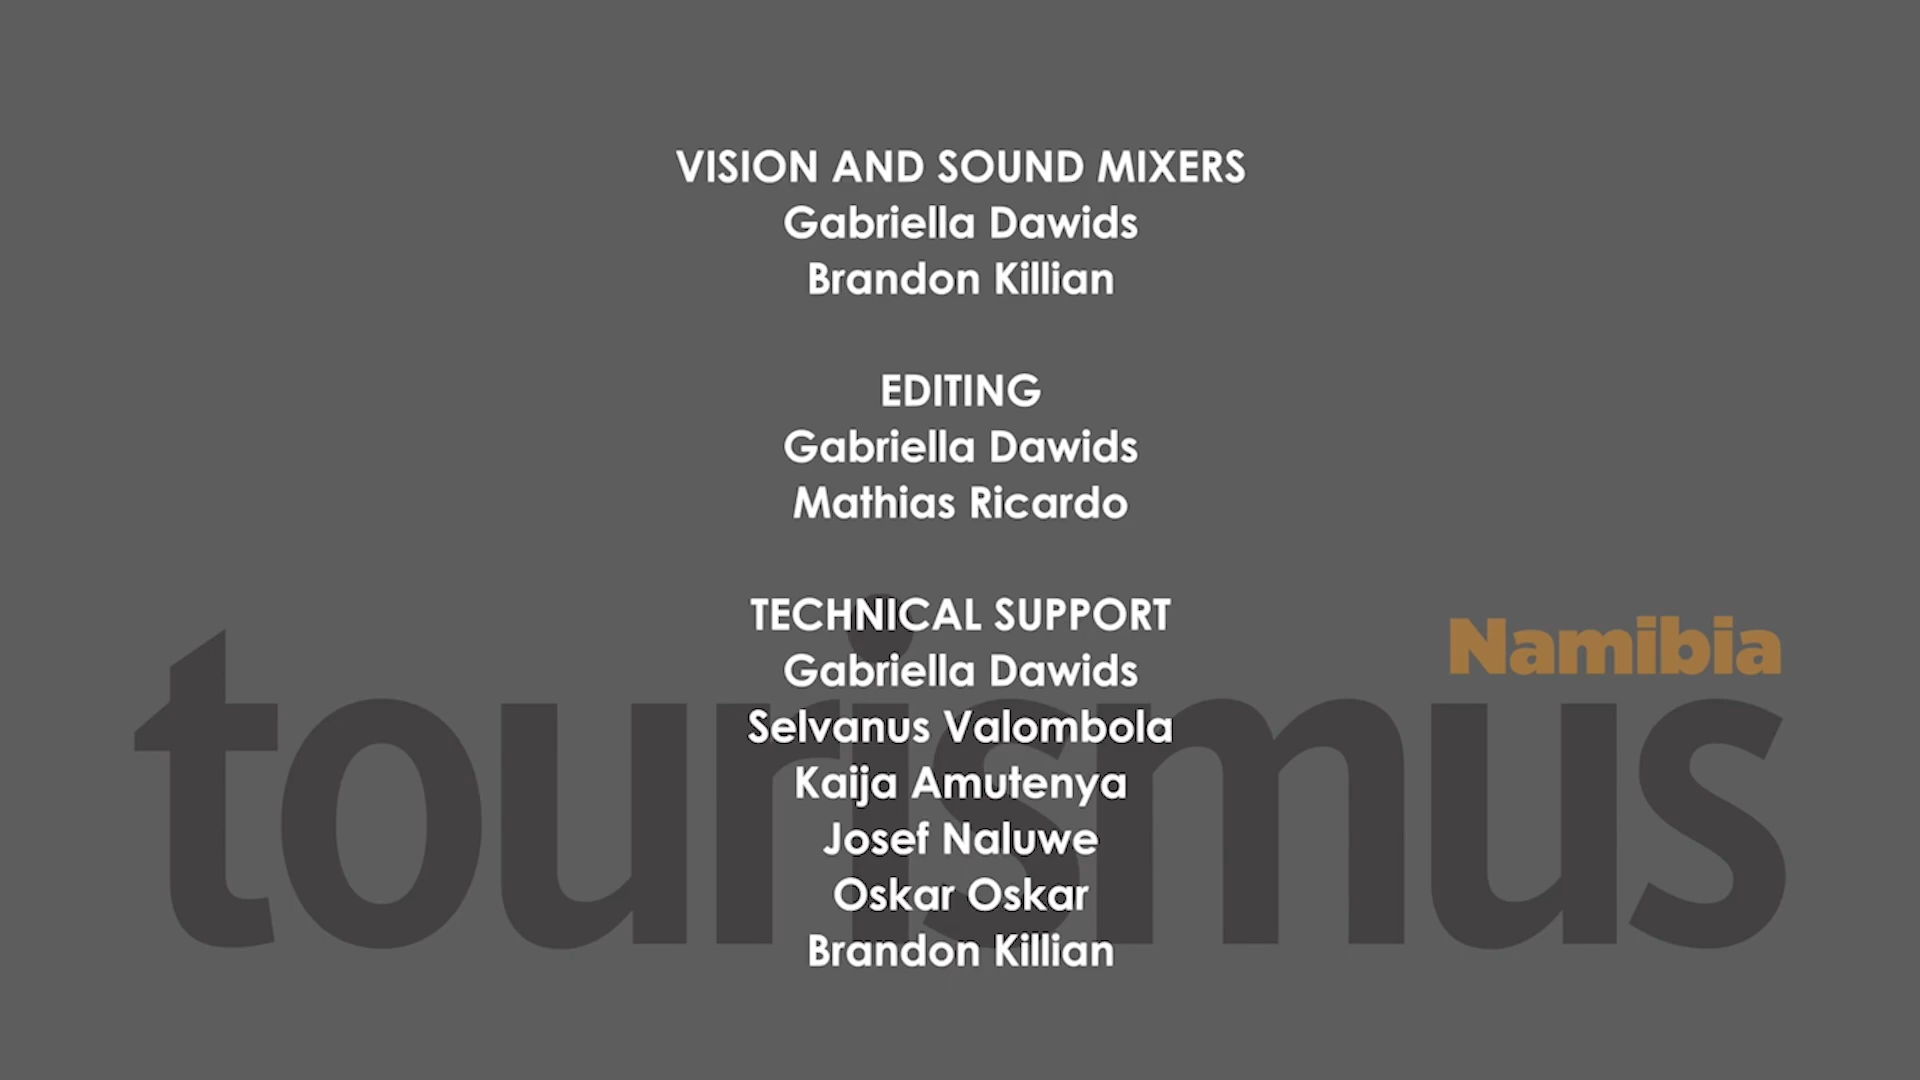 VISION AND SOUND MIXERS
Gabriella Dawids
Brandon Killian
EDITING
Gabriella Dawids
Mathias Ricardo
TECHNICAL SUPPORT
Gabriella Dawids
Selvanus Valombola
Kaija Amutenya
Josef Naluwe
Oskar Oskar
Brandon Killian
Namibia
tourismus